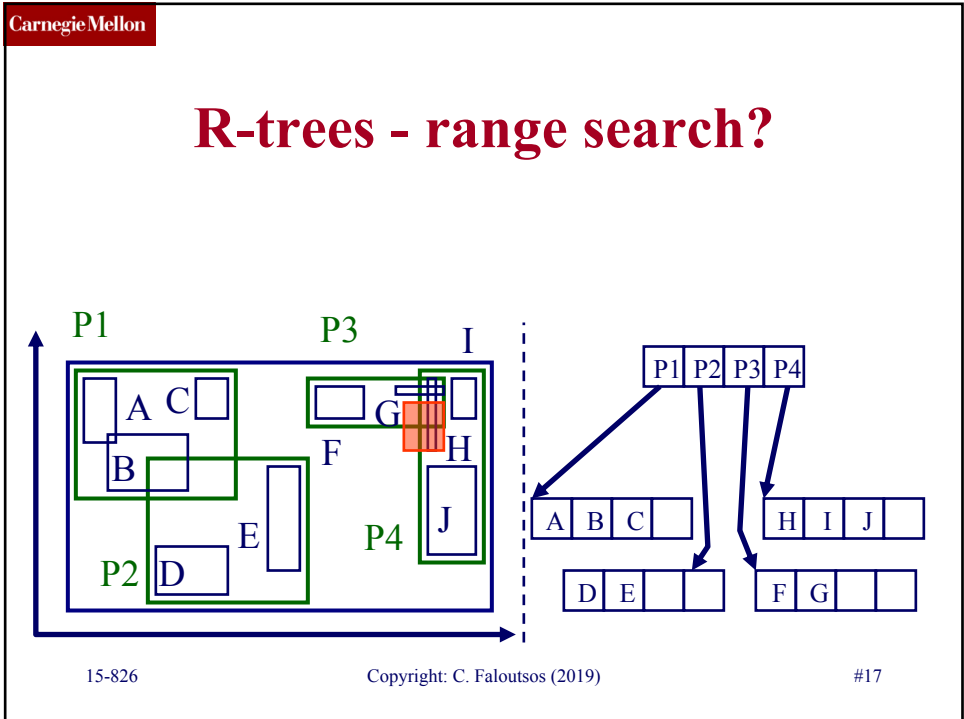 Carnegie Mellon
R-trees - range search?
P1
P3
I
A
C
G
B
F
H
E
J
P4
P2
D
P1 P2 P3 P4
A B C
H I J
D E
F G
15-826
Copyright: C. Faloutsos (2019)
#17